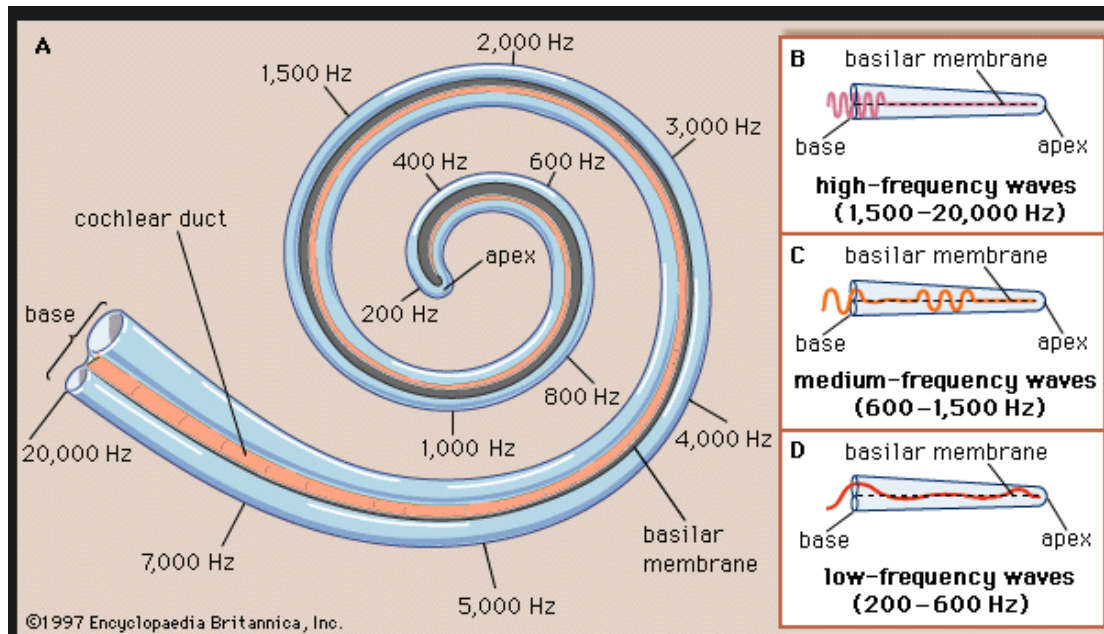 A
2,000 Hz
1,500 Hz
3,000 Hz
400 Hz
600 Hz
cochlear duct
apex
200 Hz
base
800 Hz
1,000 Hz
4,000 Hz
20,000 Hz
basilar
membrane
7,000 Hz
5,000 Hz
©1997 Encyclopaedia Britannica, Inc.
B
basilar membrane
base
apex
high-frequency waves
(1,500–20,000 Hz)
C
basilar membrane
base
apex
medium-frequency waves
(600–1,500 Hz)
D
basilar membrane
base
apex
low-frequency waves
(200–600 Hz)